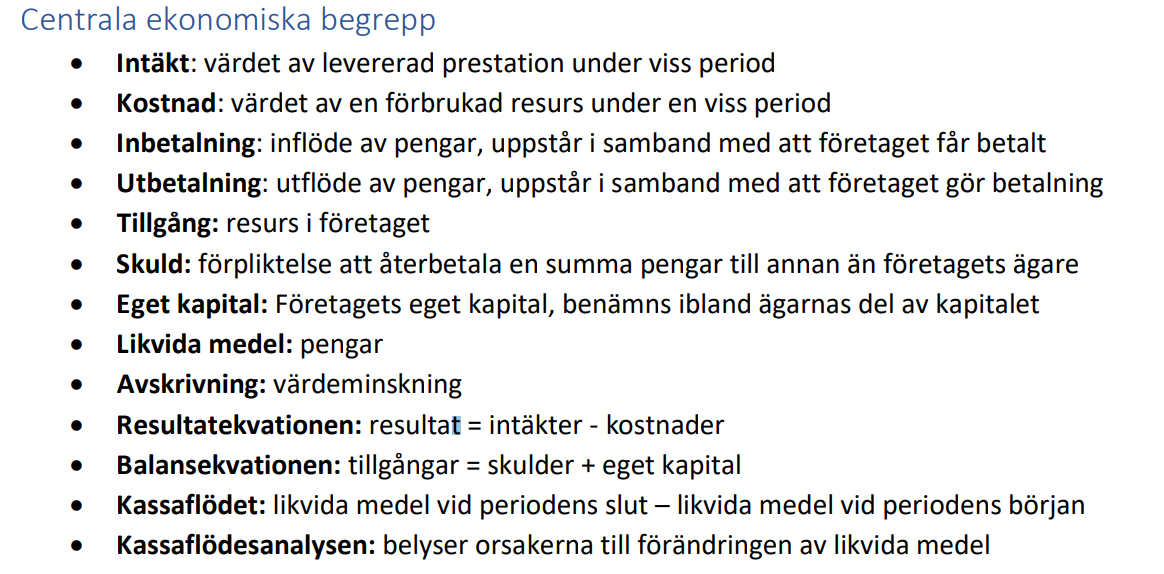 Centrala ekonomiska begrepp
• Intäkt: värdet av levererad prestation under viss period
• Kostnad: värdet av en förbrukad resurs under en viss period
• Inbetalning: inflöde av pengar, uppstår i samband med att företaget får betalt
• Utbetalning: utflöde av pengar, uppstår i samband med att företaget gör betalning
• Tillgång: resurs i företaget
• Skuld: förpliktelse att återbetala en summa pengar till annan än företagets ägare
• Eget kapital: Företagets eget kapital, benämns ibland ägarnas del av kapitalet
• Likvida medel: pengar
• Avskrivning: värdeminskning
• Resultatekvationen: resultat = intäkter - kostnader
• Balansekvationen: tillgångar = skulder + eget kapital
• Kassaflödet: likvida medel vid periodens slut – likvida medel vid periodens början
• Kassaflödesanalysen: belyser orsakerna till förändringen av likvida medel